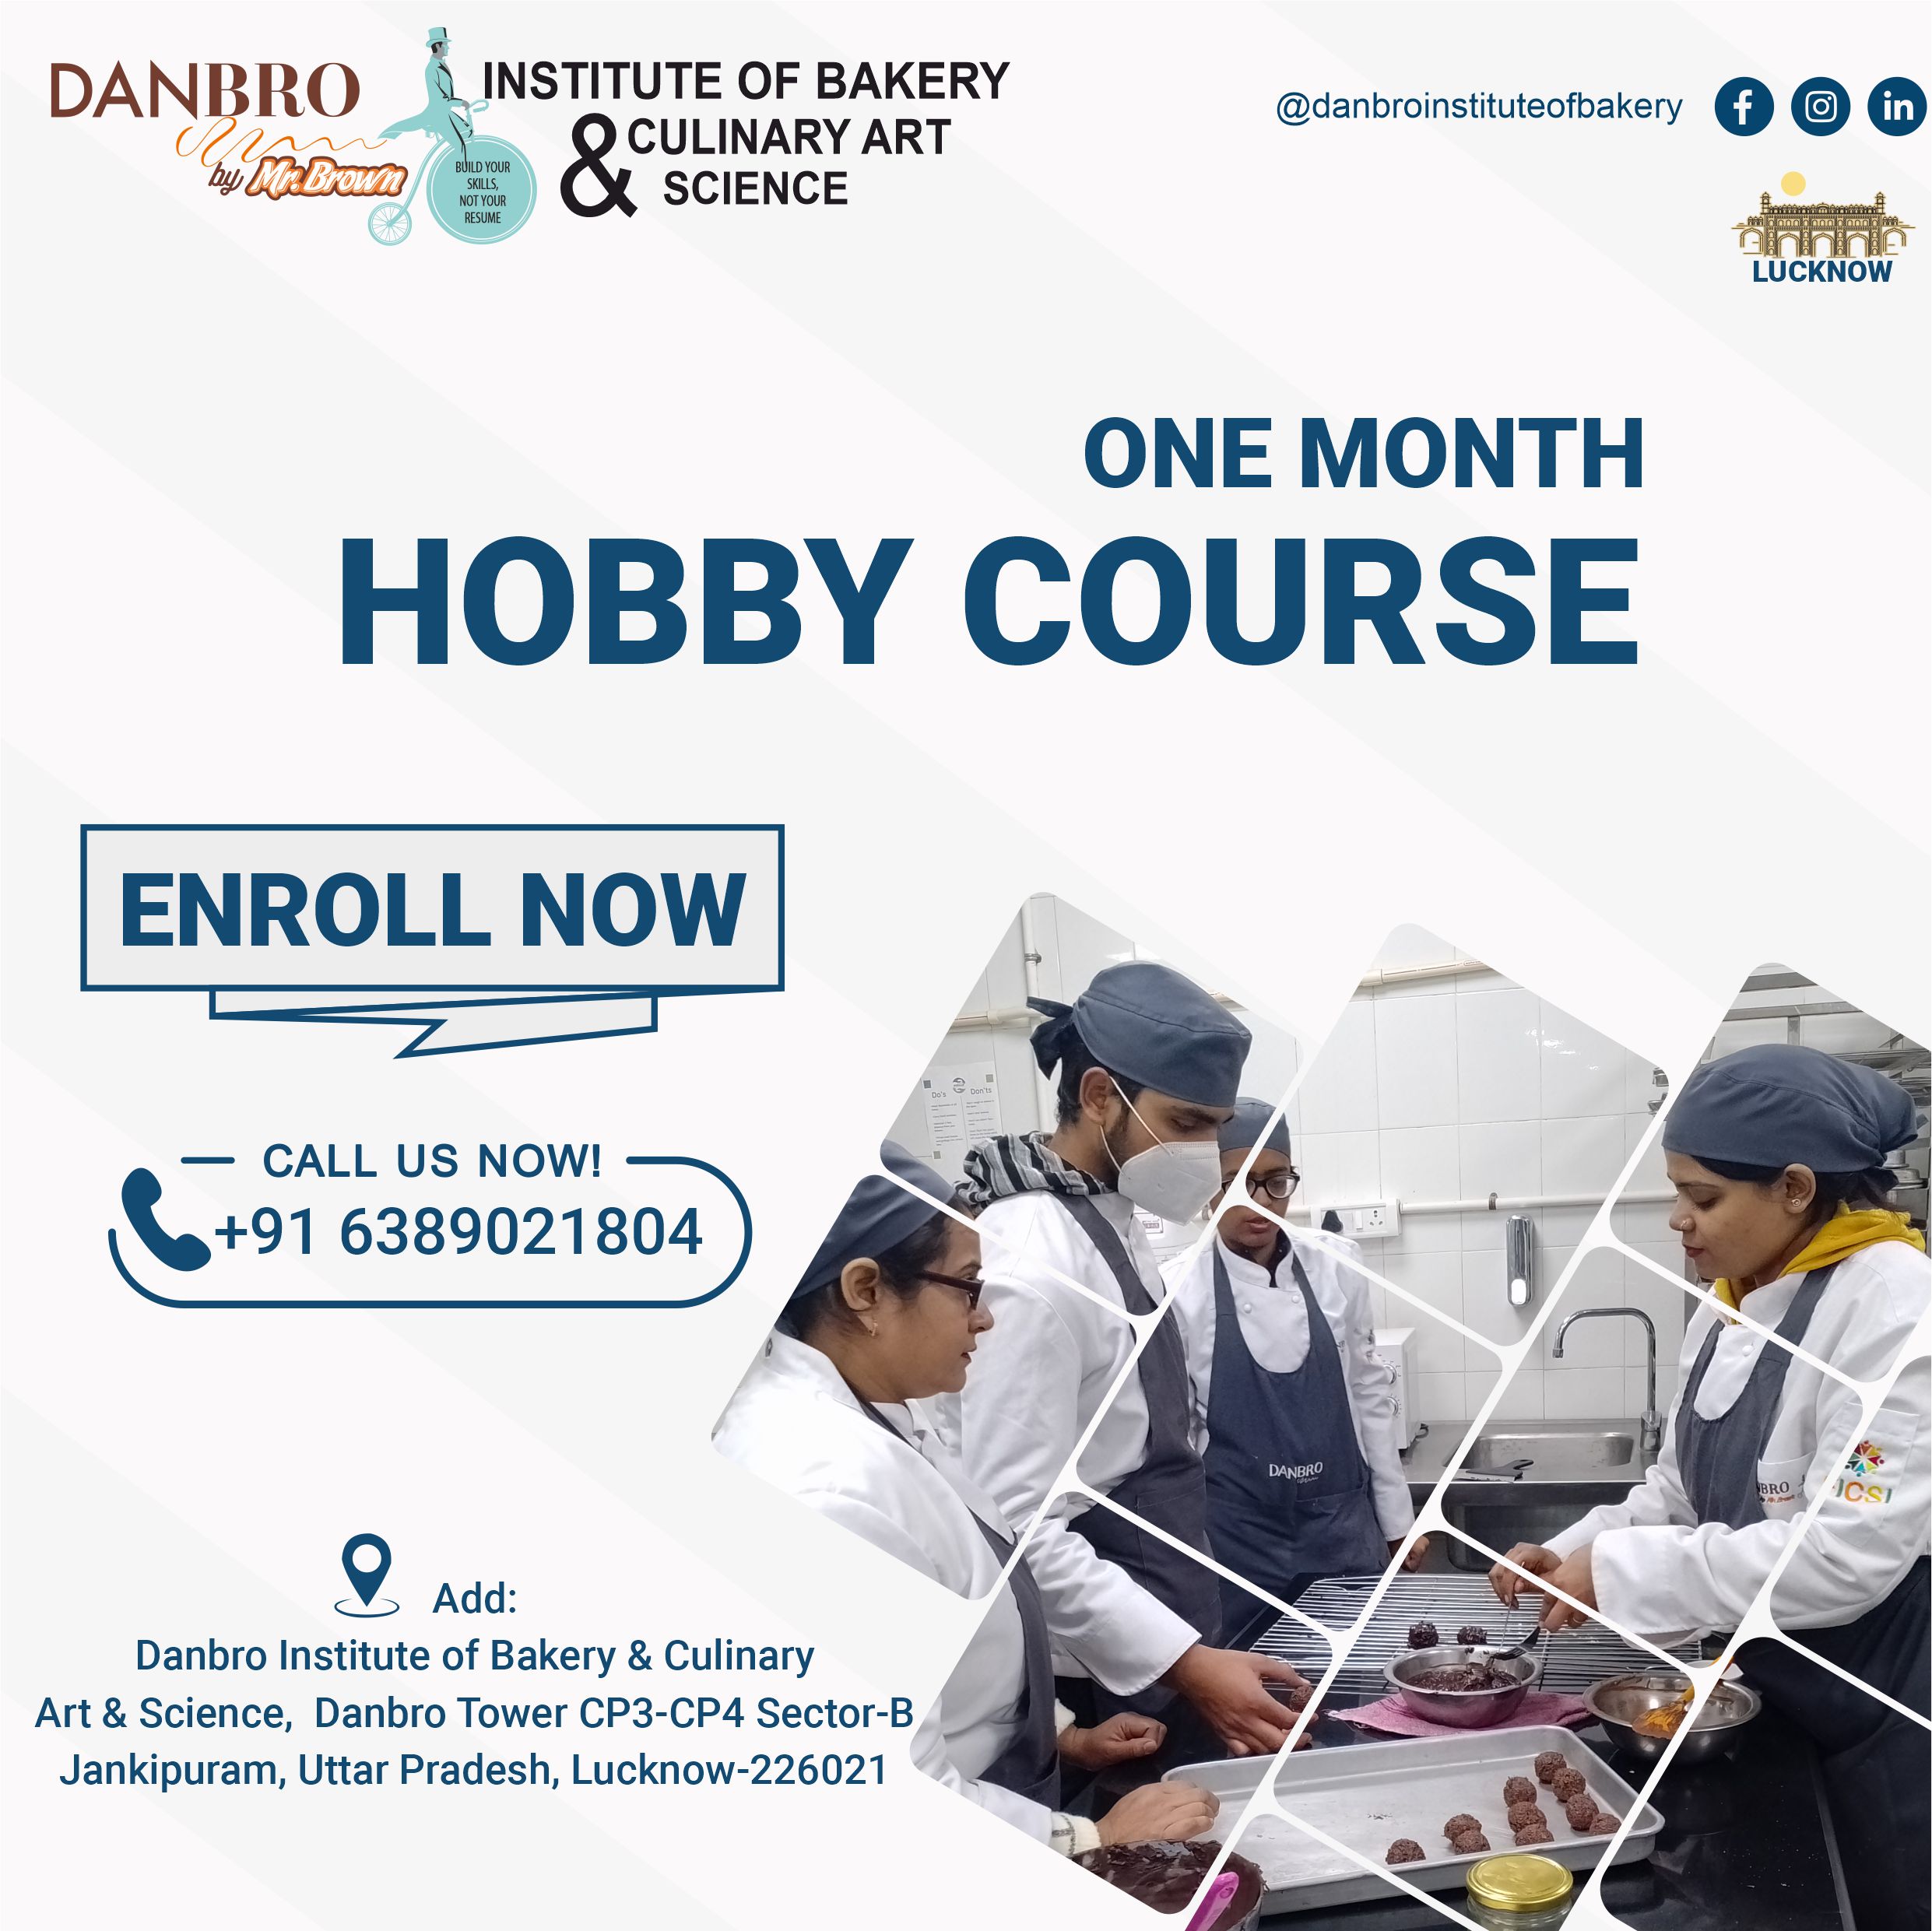 DANBRO
by Mr. Brown
BUILD YOUR
SKILLS,
NOT YOUR
RESUME
INSTITUTE OF BAKERY
& CULINARY ART
SCIENCE
@danbroinstituteofbakery
f
in
LUCKNOW
ONE MONTH
HOBBY COURSE
ENROLL NOW
CALL US NOW!
+91 6389021804
Add:
Danbro Institute of Bakery & Culinary
Art & Science, Danbro Tower CP3-CP4 Sector-B
Jankipuram, Uttar Pradesh, Lucknow-226021
Do's
Don'ts
DANBRO